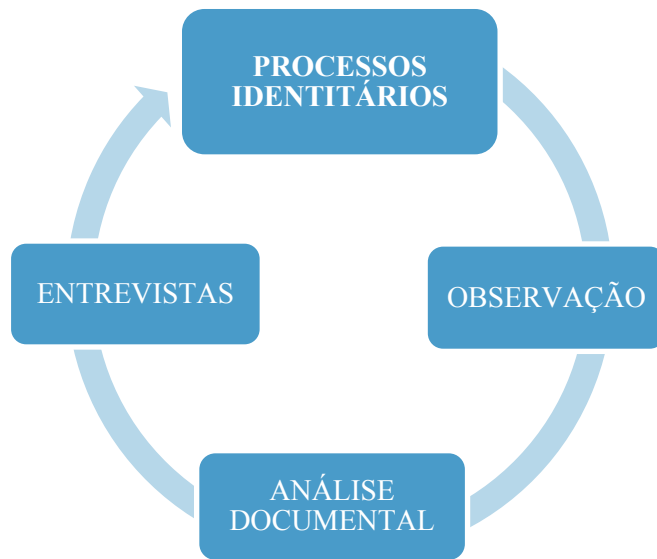 PROCESSOS
IDENTITÁRIOS
ENTREVISTAS
OBSERVAÇÃO
ANÁLISE
DOCUMENTAL